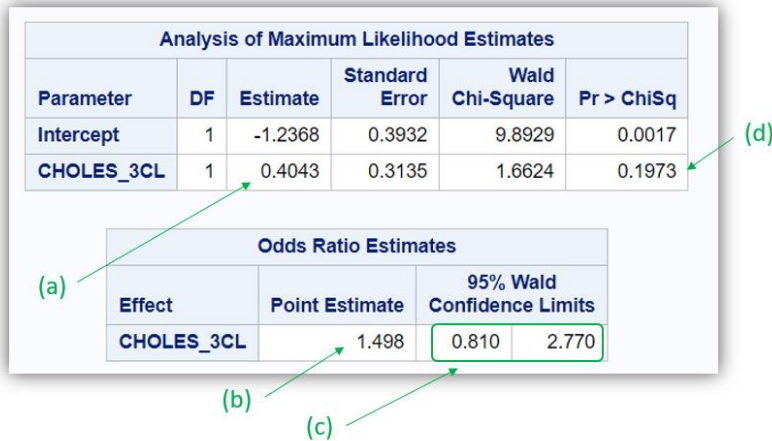 Analysis of Maximum Likelihood Estimates
Parameter DF Estimate Standard Error Wald Chi-Square Pr > ChiSq
Intercept 1 -1.2368 0.3932 9.8929 0.0017
CHOLES_3CL 1 0.4043 0.3135 1.6624 0.1973
(d)
(a)
Odds Ratio Estimates
Effect Point Estimate 95% Wald Confidence Limits
CHOLES_3CL 1.498 0.810 2.770
(b)
(c)